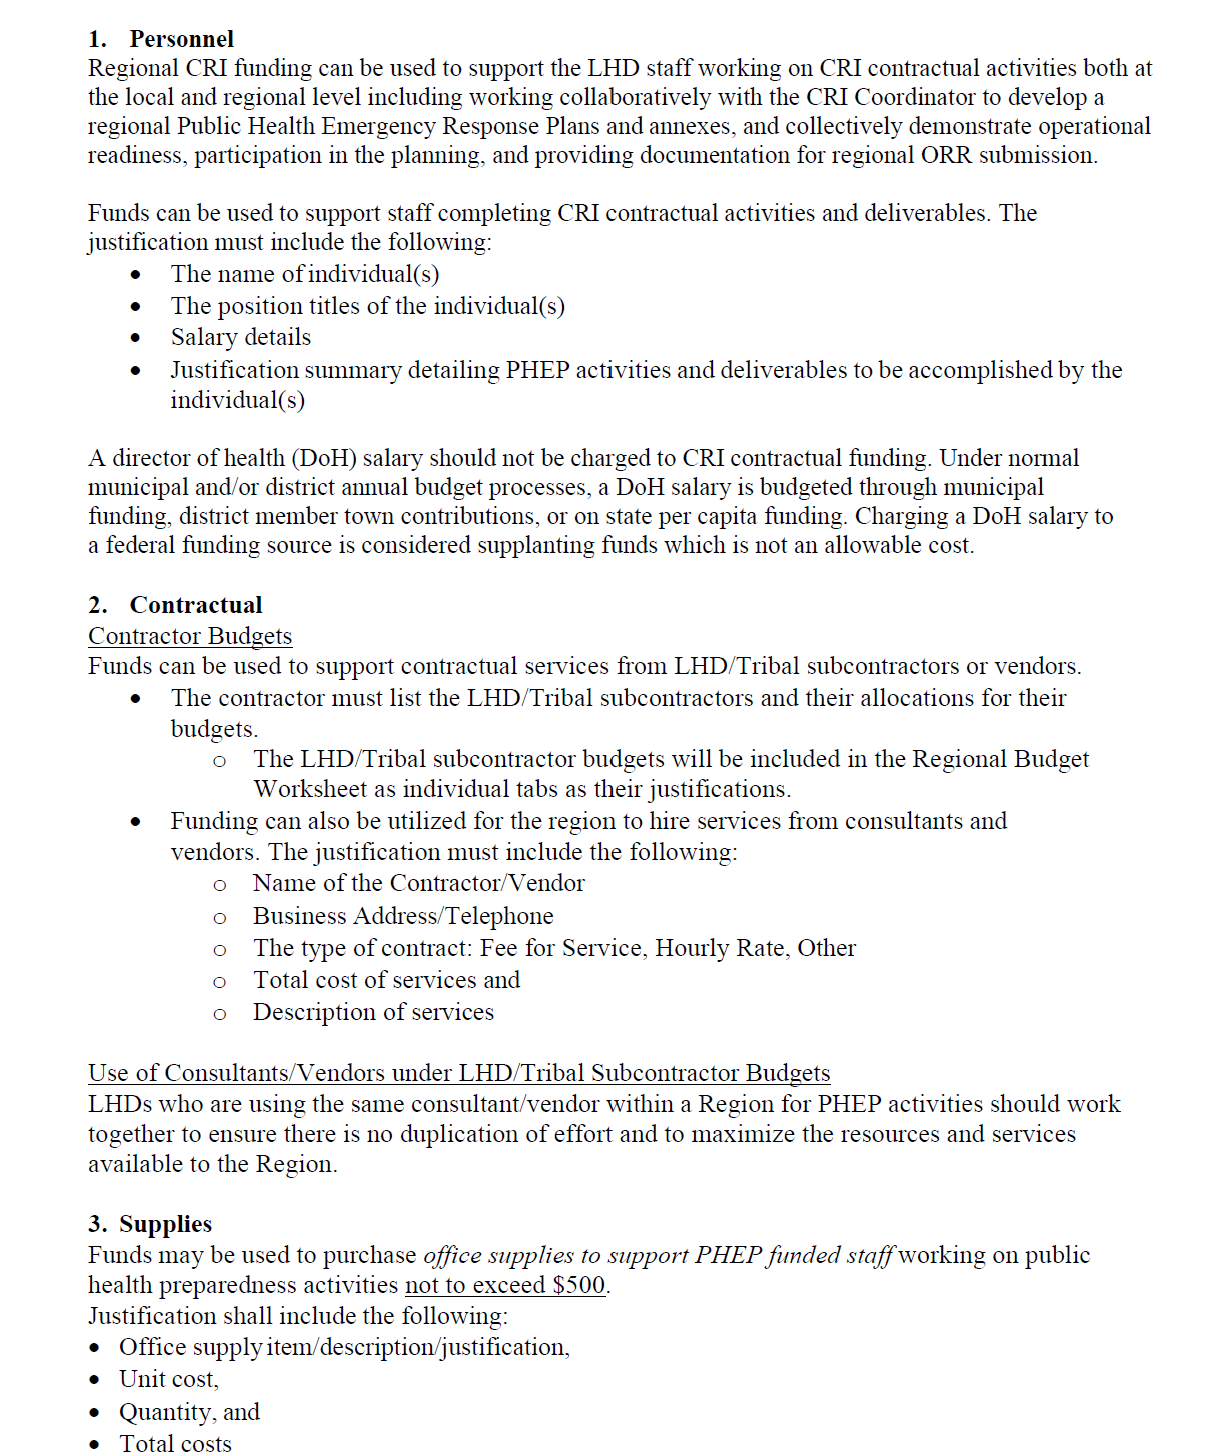 1. Personnel
Regional CRI funding can be used to support the LHD staff working on CRI contractual activities both at
the local and regional level including working collaboratively with the CRI Coordinator to develop a
regional Public Health Emergency Response Plans and annexes, and collectively demonstrate operational
readiness, participation in the planning, and providing documentation for regional ORR submission.
Funds can be used to support staff completing CRI contractual activities and deliverables. The
justification must include the following:
• The name of individual(s)
• The position titles of the individual(s)
• Salary details
• Justification summary detailing PHEP activities and deliverables to be accomplished by the
individual(s)
A director of health (DoH) salary should not be charged to CRI contractual funding. Under normal
municipal and/or district annual budget processes, a DoH salary is budgeted through municipal
funding, district member town contributions, or on state per capita funding. Charging a DoH salary to
a federal funding source is considered supplanting funds which is not an allowable cost.
2. Contractual
Contractor Budgets
Funds can be used to support contractual services from LHD/Tribal subcontractors or vendors.
• The contractor must list the LHD/Tribal subcontractors and their allocations for their
budgets.
o The LHD/Tribal subcontractor budgets will be included in the Regional Budget
Worksheet as individual tabs as their justifications.
• Funding can also be utilized for the region to hire services from consultants and
vendors. The justification must include the following:
o Name of the Contractor/Vendor
o Business Address/Telephone
o The type of contract: Fee for Service, Hourly Rate, Other
o Total cost of services and
o Description of services
Use of Consultants/Vendors under LHD/Tribal Subcontractor Budgets
LHDs who are using the same consultant/vendor within a Region for PHEP activities should work
together to ensure there is no duplication of effort and to maximize the resources and services
available to the Region.
3. Supplies
Funds may be used to purchase office supplies to support PHEP funded staff working on public
health preparedness activities not to exceed $500.
Justification shall include the following:
• Office supply item/description/justification,
• Unit cost,
• Quantity, and
• Total costs